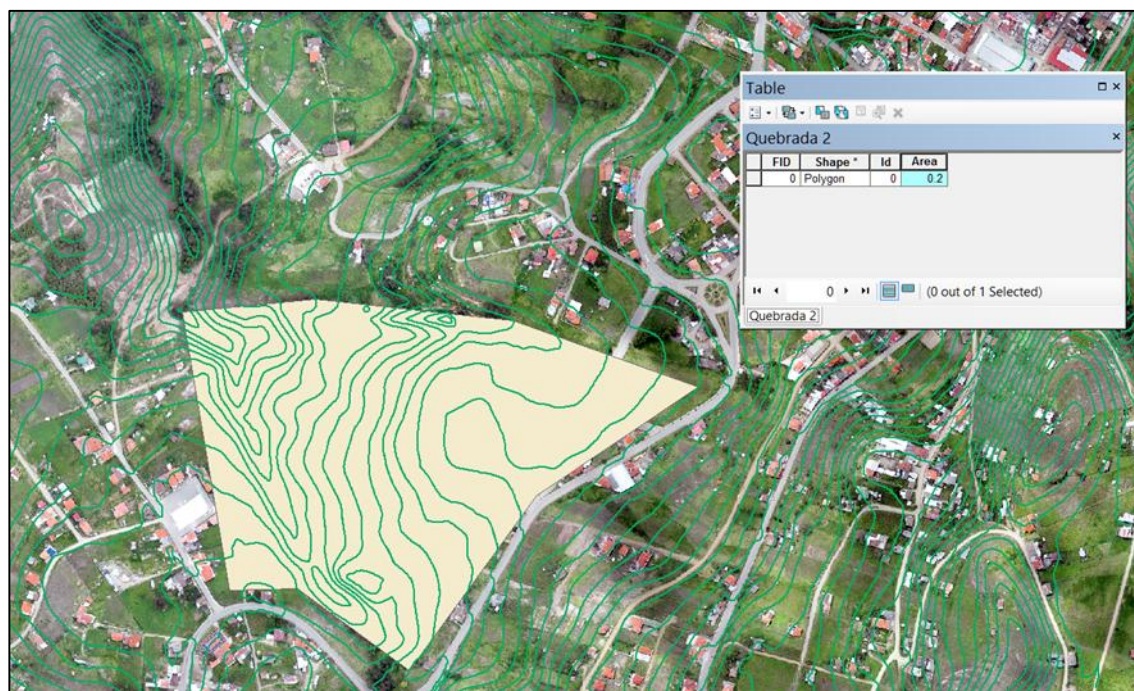 Table
Quebrada 2
FID Shape * Id Area
0 Polygon 0 0.2
0 (0 out of 1 Selected)
Quebrada 2